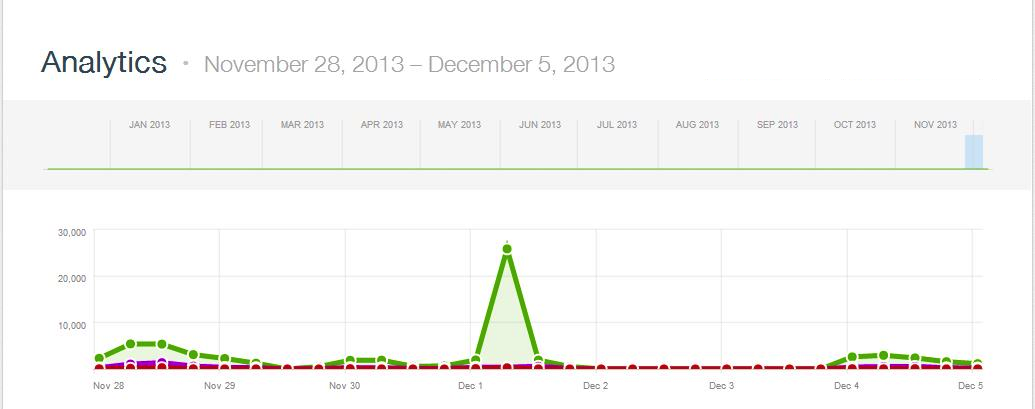 Analytics • November 28, 2013 – December 5, 2013
JAN 2013 FEB 2013 MAR 2013 APR 2013 MAY 2013 JUN 2013 JUL 2013 AUG 2013 SEP 2013 OCT 2013 NOV 2013
30,000
20,000
10,000
Nov 28 Nov 29 Nov 30 Dec 1 Dec 2 Dec 3 Dec 4 Dec 5